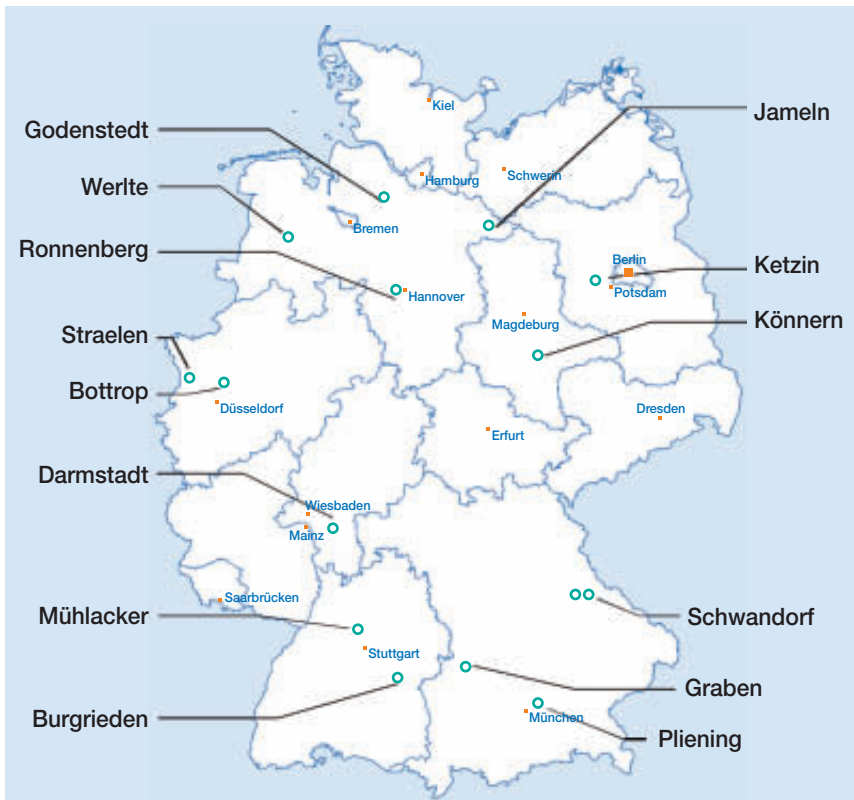 Kiel
Jameln
Godenstedt
Schwerin
Hamburg
Werlte
Bremen
Ronnenberg
Berlin
Ketzin
Hannover
Potsdam
Magdeburg
Könnern
Straelen
Bottrop
Düsseldorf
Dresden
Erfurt
Darmstadt
Wiesbaden
Mainz
Saarbrücken
Mühlacker
Schwandorf
Stuttgart
Graben
Burgrieden
München
Pliening